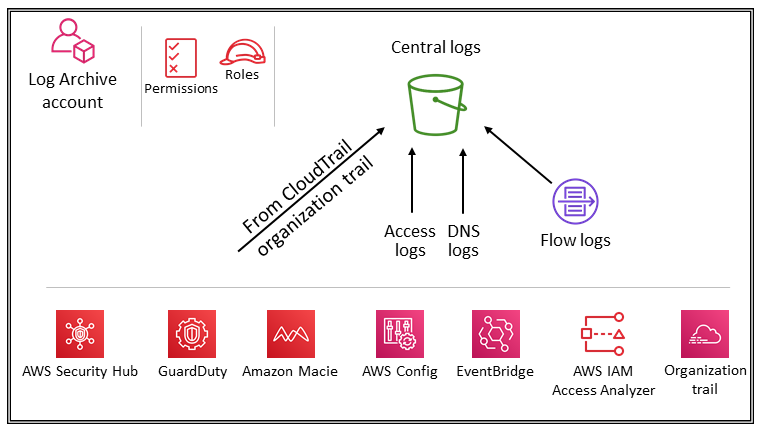 Log Archive
account
Permissions
Roles
Central logs
From CloudTrail
organization trail
Access
logs
DNS
logs
Flow logs
AWS Security Hub
GuardDuty
Amazon Macie
AWS Config
EventBridge
AWS IAM
Access Analyzer
Organization
trail